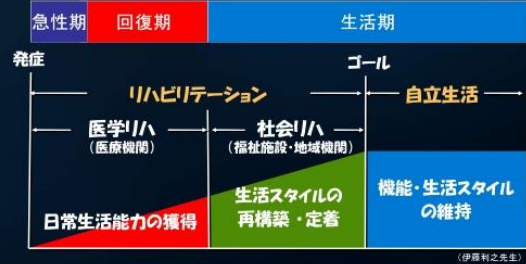 急性期 回復期 生活期
発症 ゴール
リハビリテーション 自立生活
医学リハ 社会リハ
(医療機関) (福祉施設・地域機関)
日常生活能力の獲得
生活スタイルの
再構築・定着
機能・生活スタイル
の維持
(伊藤利之先生)